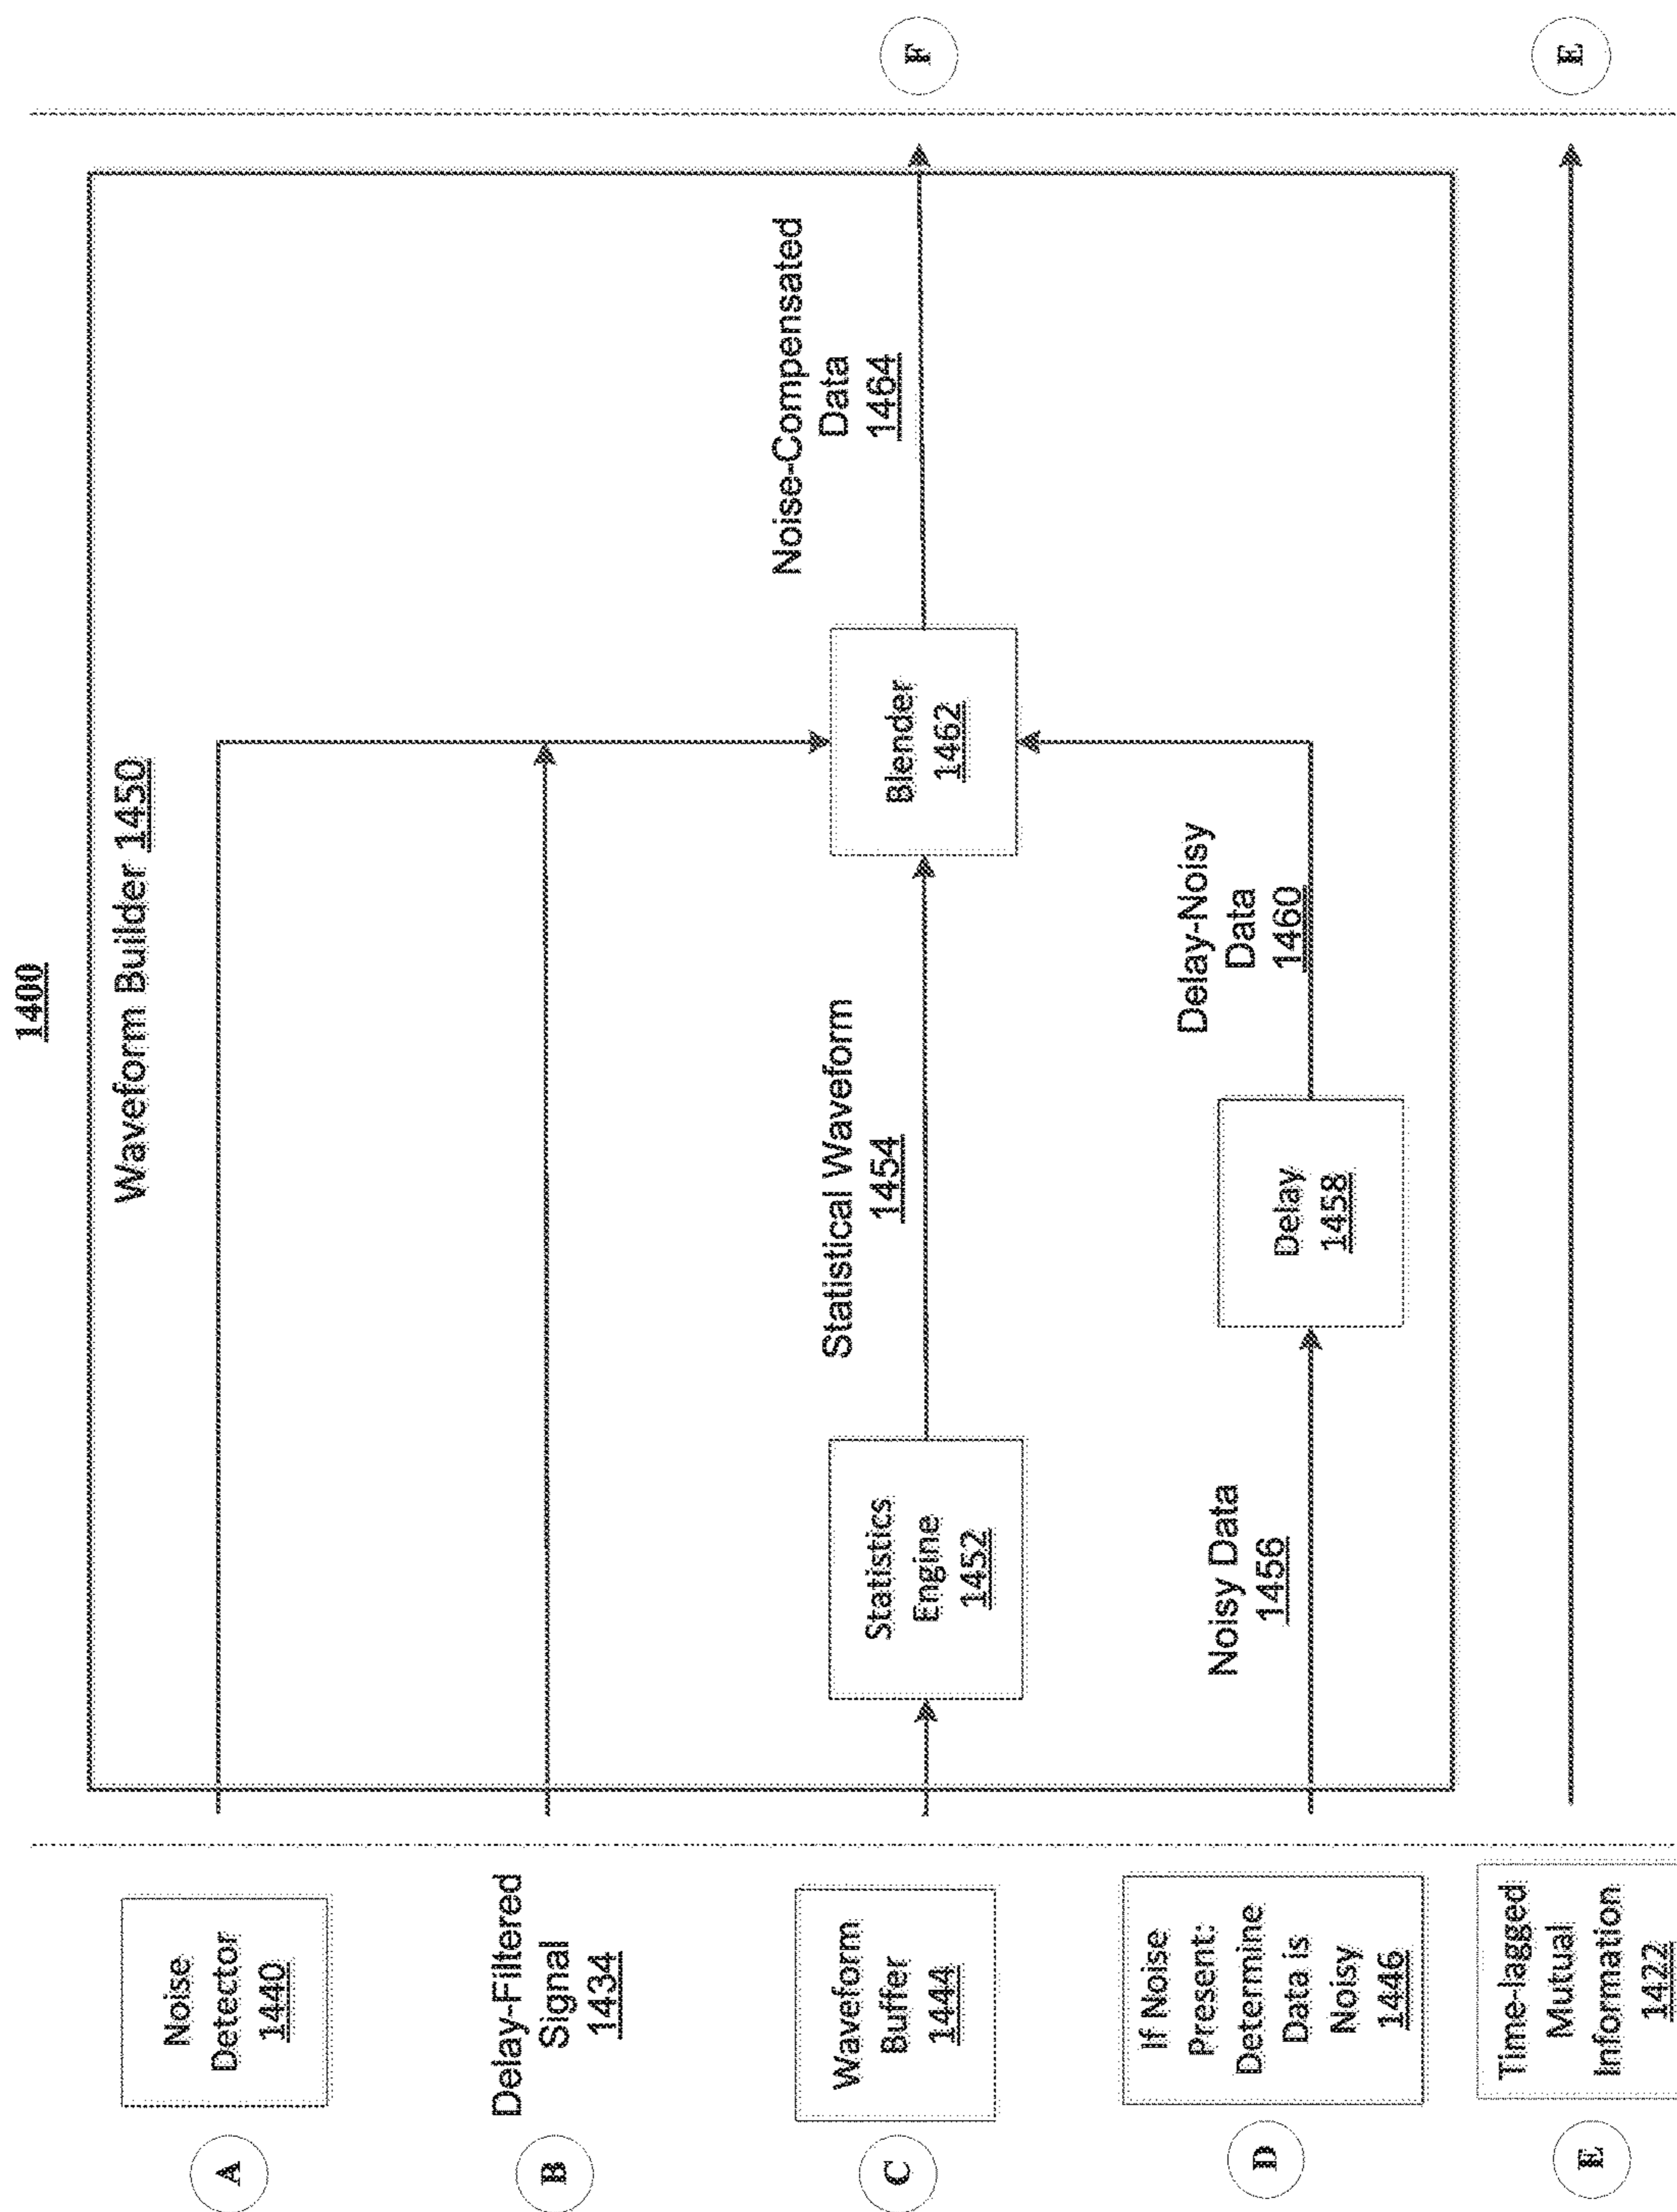 1400
Waveform Builder 1450
A
Noise
Detector
1440
B
Delay-Filtered
Signal
1434
C
Waveform
Buffer
1444
Statistics
Engine
1452
Statistical Waveform
1454
Blender
1462
Noise-Compensated
Data
1464
F
D
If Noise
Present:
Determine
Data is
Noisy
1446
Noisy Data
1456
Delay
1458
Delay-Noisy
Data
1460
E
Time-lagged
Mutual
Information
1422
E